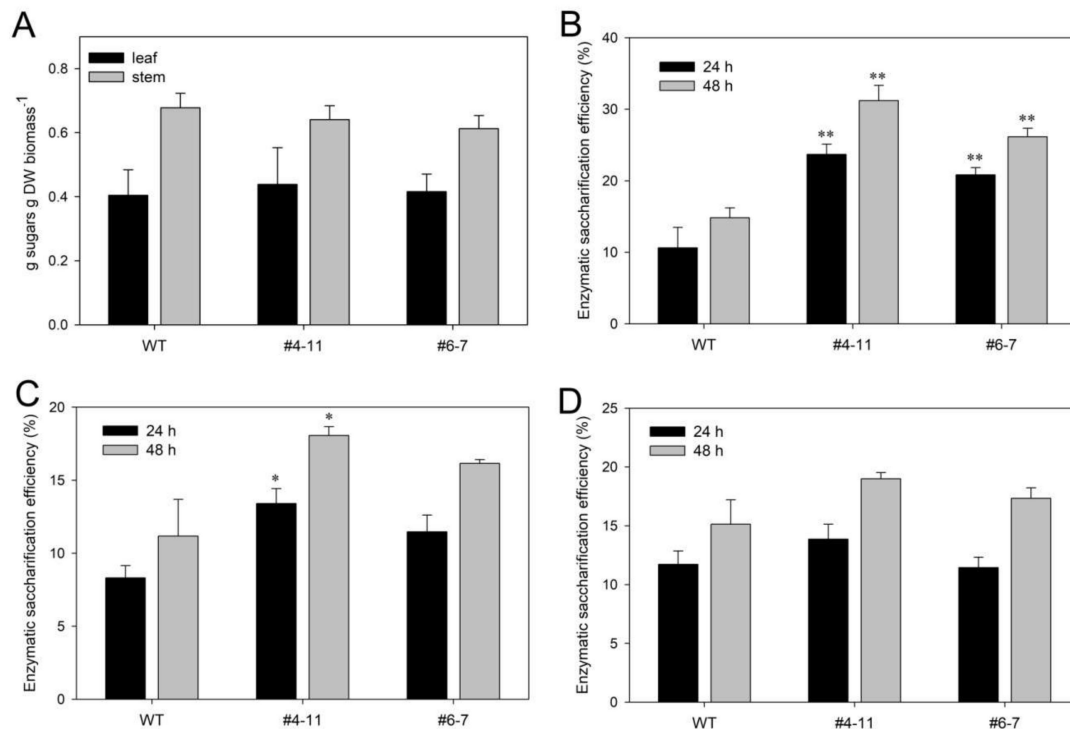 A
leaf
stem
g sugars g DW biomass-1
0.8
0.6
0.4
0.2
0.0
WT #4-11 #6-7
B
24 h
48 h
Enzymatic saccharification efficiency (%)
40
30
20
10
0
** ** ** **
WT #4-11 #6-7
C
24 h
48 h
Enzymatic saccharification efficiency (%)
20
15
10
5
0
* *
WT #4-11 #6-7
D
24 h
48 h
Enzymatic saccharification efficiency (%)
25
20
15
10
5
0
WT #4-11 #6-7